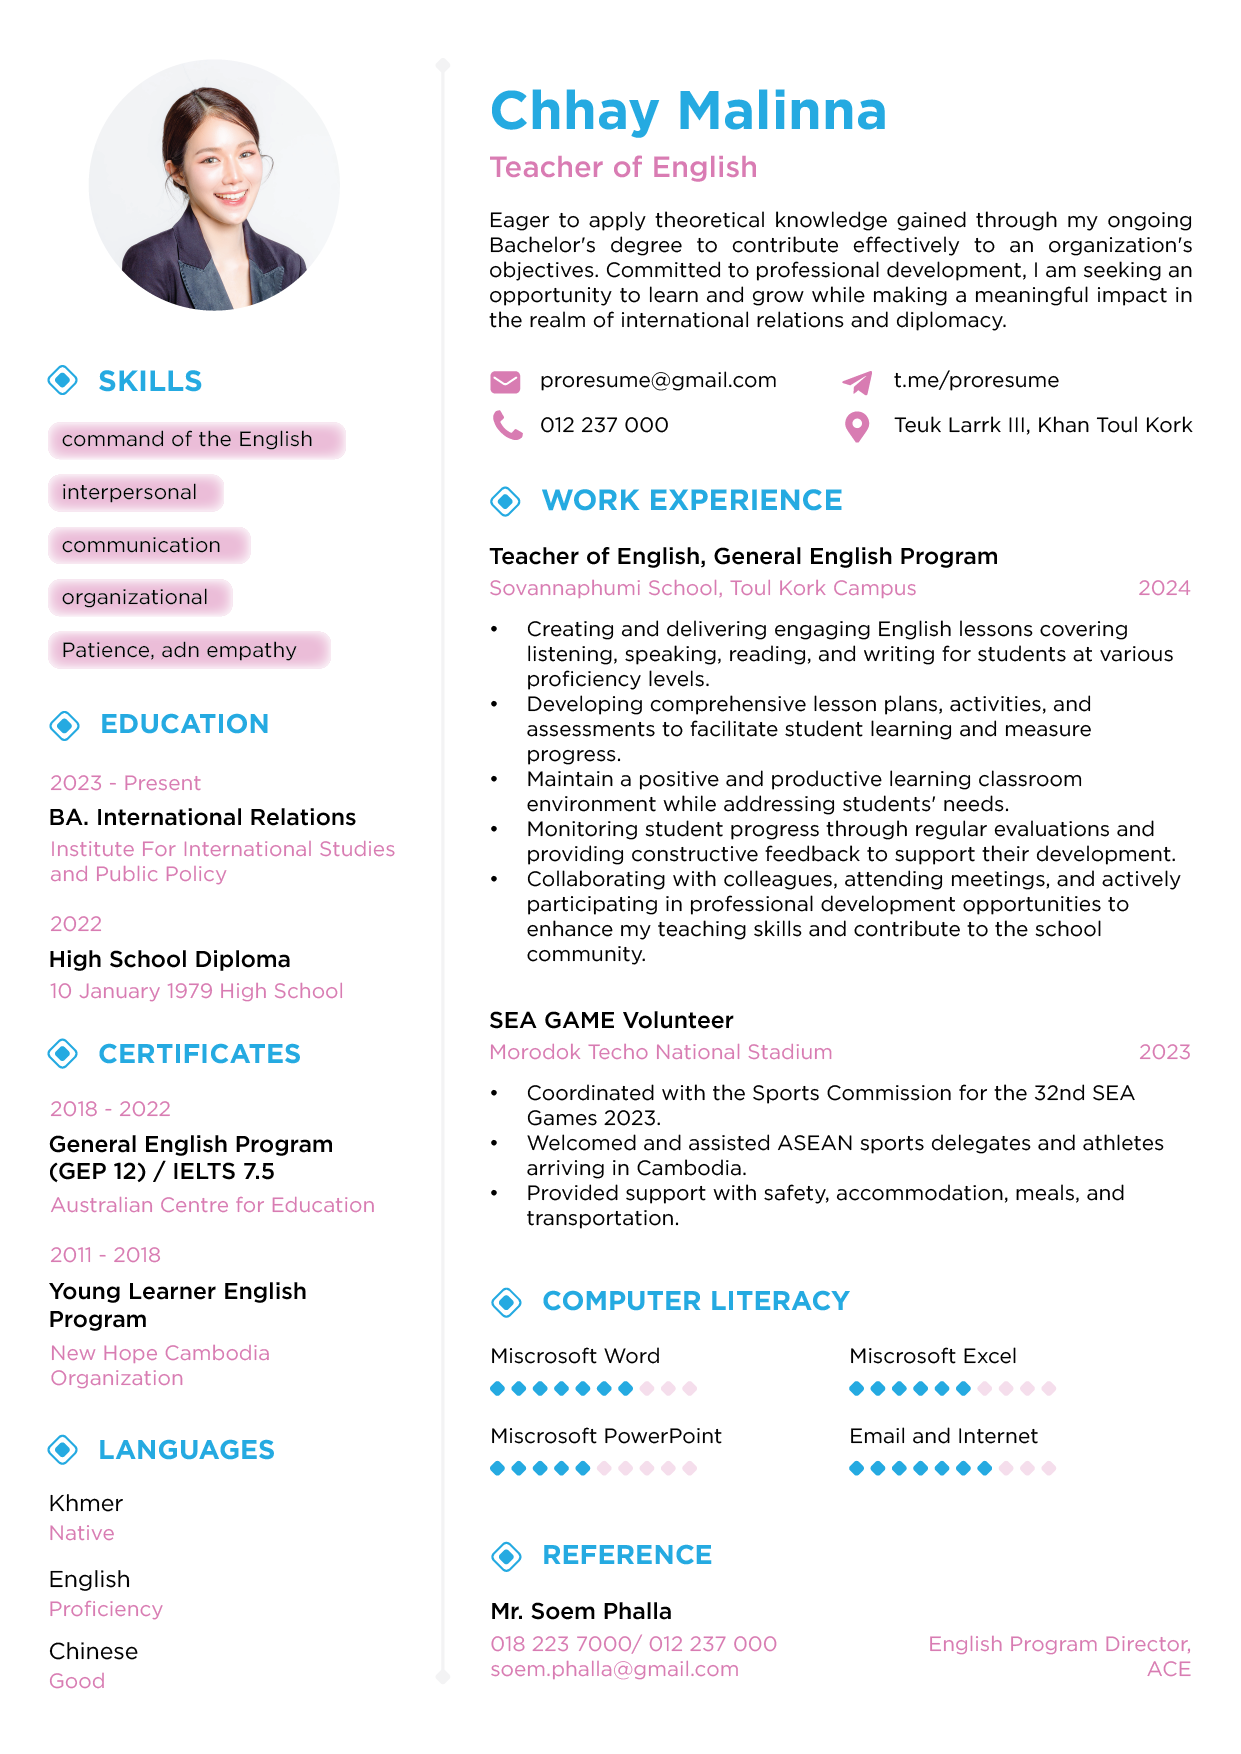 Chhay Malinna
Teacher of English
Eager to apply theoretical knowledge gained through my ongoing
Bachelor's degree to contribute effectively to an organization's
objectives. Committed to professional development, I am seeking an
opportunity to learn and grow while making a meaningful impact in
the realm of international relations and diplomacy.
proresume@gmail.com
t.me/proresume
012 237 000
Teuk Larrk III, Khan Toul Kork
SKILLS
command of the English
interpersonal
communication
organizational
Patience, adn empathy
EDUCATION
2023 - Present
BA. International Relations
Institute For International Studies
and Public Policy
2022
High School Diploma
10 January 1979 High School
CERTIFICATES
2018 - 2022
General English Program
(GEP 12) / IELTS 7.5
Australian Centre for Education
2011 - 2018
Young Learner English
Program
New Hope Cambodia
Organization
LANGUAGES
Khmer
Native
English
Proficiency
Chinese
Good
WORK EXPERIENCE
Teacher of English, General English Program
Sovannaphumi School, Toul Kork Campus 2024
• Creating and delivering engaging English lessons covering
listening, speaking, reading, and writing for students at various
proficiency levels.
• Developing comprehensive lesson plans, activities, and
assessments to facilitate student learning and measure
progress.
• Maintain a positive and productive learning classroom
environment while addressing students' needs.
• Monitoring student progress through regular evaluations and
providing constructive feedback to support their development.
• Collaborating with colleagues, attending meetings, and actively
participating in professional development opportunities to
enhance my teaching skills and contribute to the school
community.
SEA GAME Volunteer
Morodok Techo National Stadium 2023
• Coordinated with the Sports Commission for the 32nd SEA
Games 2023.
• Welcomed and assisted ASEAN sports delegates and athletes
arriving in Cambodia.
• Provided support with safety, accommodation, meals, and
transportation.
COMPUTER LITERACY
Miscrosoft Word
Miscrosoft Excel
Miscrosoft PowerPoint
Email and Internet
REFERENCE
Mr. Soem Phalla
018 223 7000/ 012 237 000
soem.phalla@gmail.com
English Program Director,
ACE